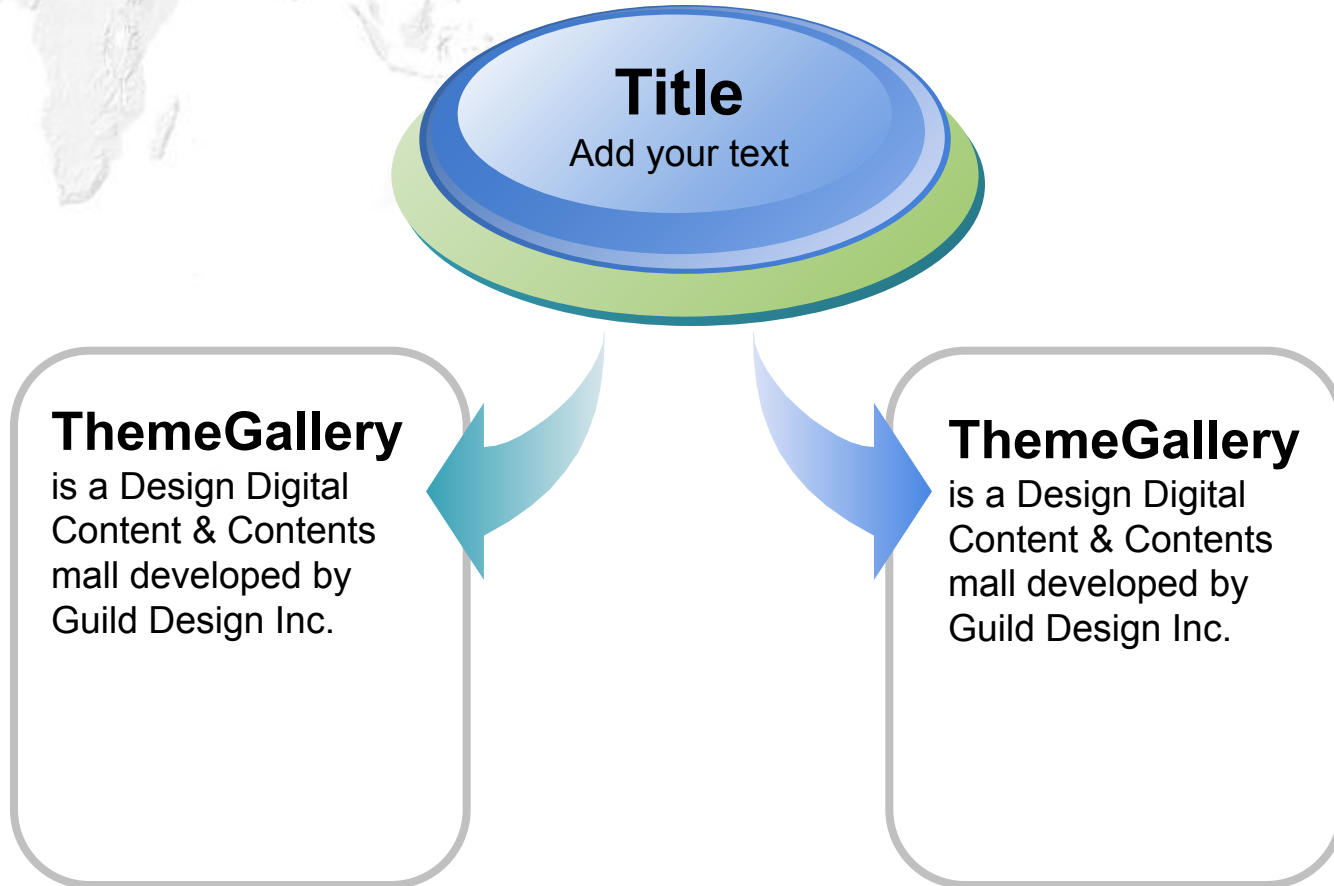 Title
Add your text
ThemeGallery
is a Design Digital
Content & Contents
mall developed by
Guild Design Inc.
ThemeGallery
is a Design Digital
Content & Contents
mall developed by
Guild Design Inc.